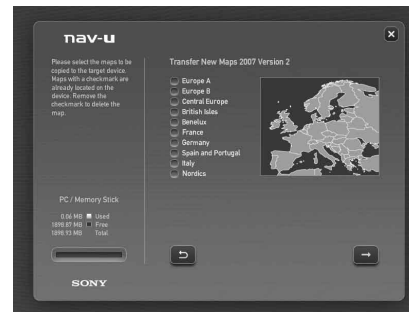 nav-u
Please select the maps to be
copied to the target device.
Maps with a checkmark are
already located on the
device. Remove the
checkmark to delete the
map.
PC / Memory Stick
0.06 MB Used
1898.87 MB Free
1898.93 MB Total
SONY
Transfer New Maps 2007 Version 2
Europe A
Europe B
Central Europe
British Isles
Benelux
France
Germany
Spain and Portugal
Italy
Nordics